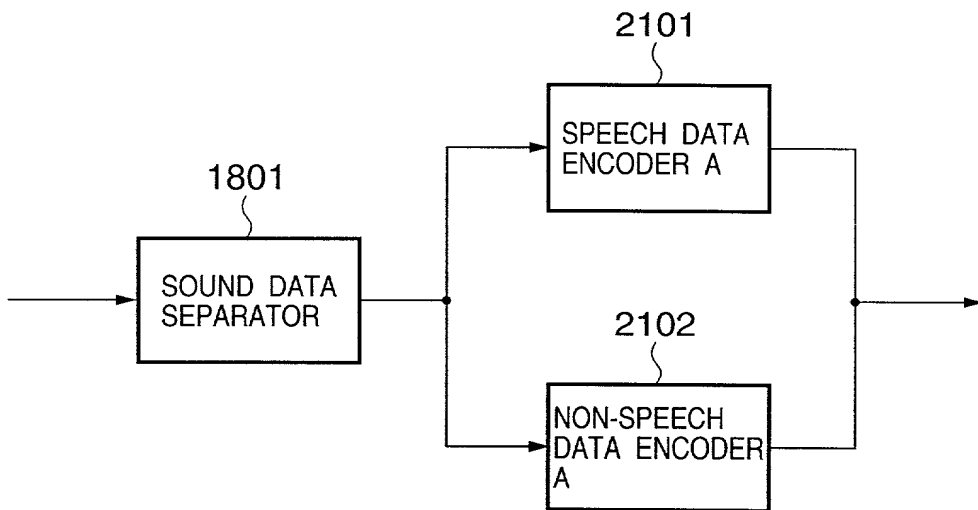 2101
SPEECH DATA
ENCODER A
1801
SOUND DATA
SEPARATOR
2102
NON-SPEECH
DATA ENCODER
A